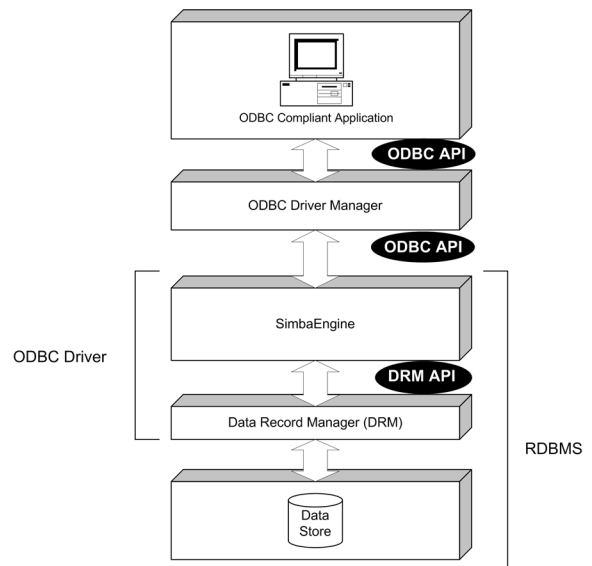 ODBC Compliant Application
ODBC API
ODBC Driver Manager
ODBC API
SimbaEngine
ODBC Driver
DRM API
Data Record Manager (DRM)
RDBMS
Data
Store